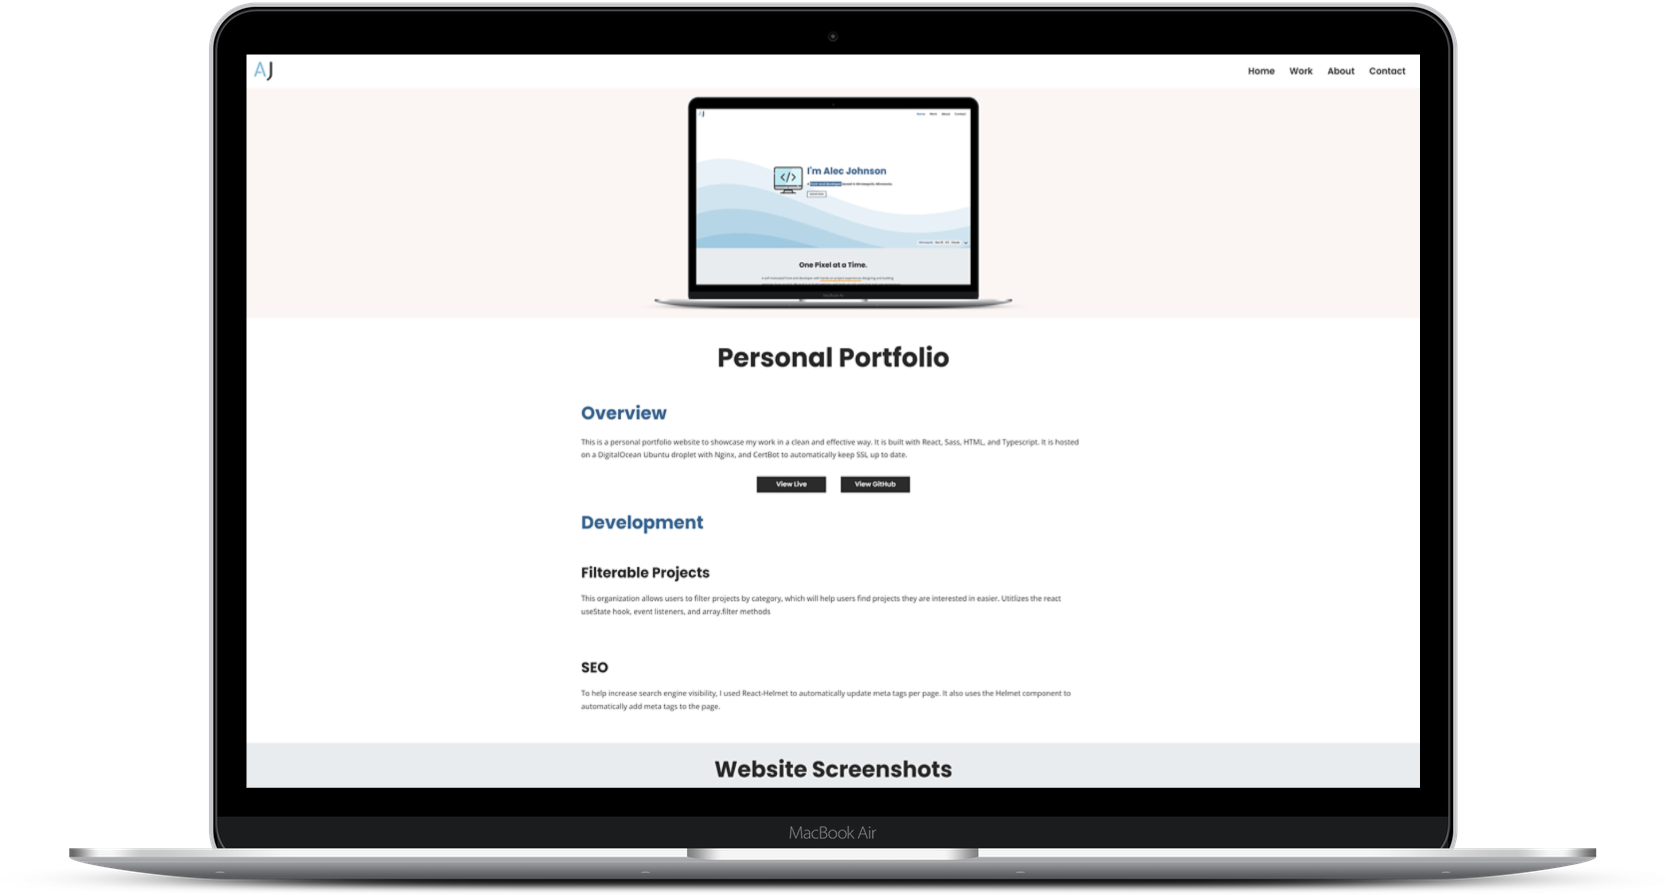 AJ
Home Work About Contact
AJ
Home Work About Contact
</>
I'm Alec Johnson
One Pixel at a Time.
Personal Portfolio
Overview
This is a personal portfolio website to showcase my work in a clean and effective way. It is built with React, Sass, HTML, and Typescript. It is hosted
on a DigitalOcean Ubuntu droplet with Nginx, and CertBot to automatically keep SSL up to date.
View Live View GitHub
Development
Filterable Projects
This organization allows users to filter projects by category, which will help users find projects they are interested in easier. Utitlizes the react
useState hook, event listeners, and array.filter methods
SEO
To help increase search engine visibility, I used React-Helmet to automatically update meta tags per page. It also uses the Helmet component to
automatically add meta tags to the page.
Website Screenshots
MacBook Air